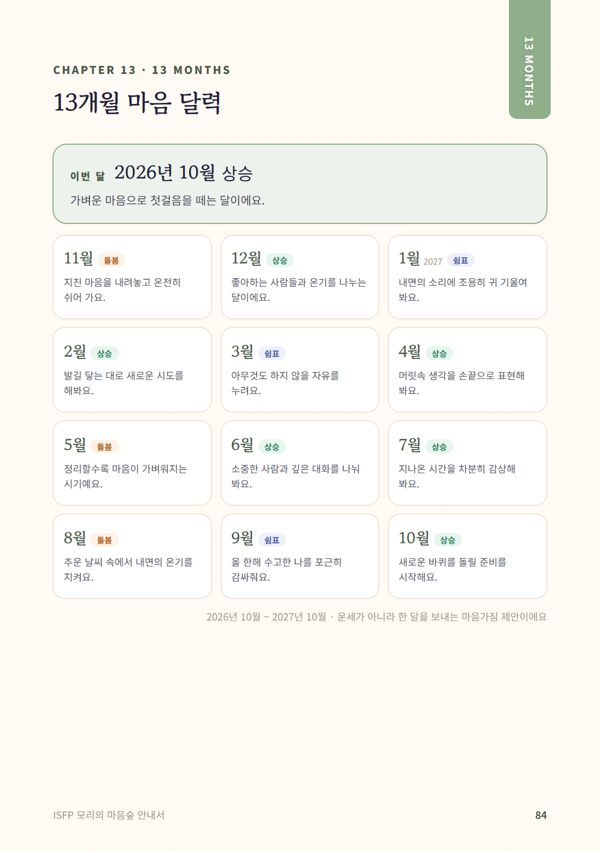 13 MONTHS
CHAPTER 13 · 13 MONTHS
13개월 마음 달력
이번 달 2026년 10월 상승
가벼운 마음으로 첫걸음을 떼는 달이에요.
11월 돌봄
지친 마음을 내려놓고 온전히
쉬어 가요.
12월 상승
좋아하는 사람들과 온기를 나누는
달이에요.
1월 2027 쉼표
내면의 소리에 조용히 귀 기울여
봐요.
2월 상승
발길 닿는 대로 새로운 시도를
해봐요.
3월 쉼표
아무것도 하지 않을 자유를
누려요.
4월 상승
머릿속 생각을 손끝으로 표현해
봐요.
5월 돌봄
정리할수록 마음이 가벼워지는
시기예요.
6월 상승
소중한 사람과 깊은 대화를 나눠
봐요.
7월 상승
지나온 시간을 차분히 감상해
봐요.
8월 돌봄
추운 날씨 속에서 내면의 온기를
지켜요.
9월 쉼표
올 한해 수고한 나를 포근히
감싸줘요.
10월 상승
새로운 바퀴를 돌릴 준비를
시작해요.
2026년 10월 ~ 2027년 10월 · 운세가 아니라 한 달을 보내는 마음가짐 제안이에요
ISFP 모리의 마음숲 안내서
84